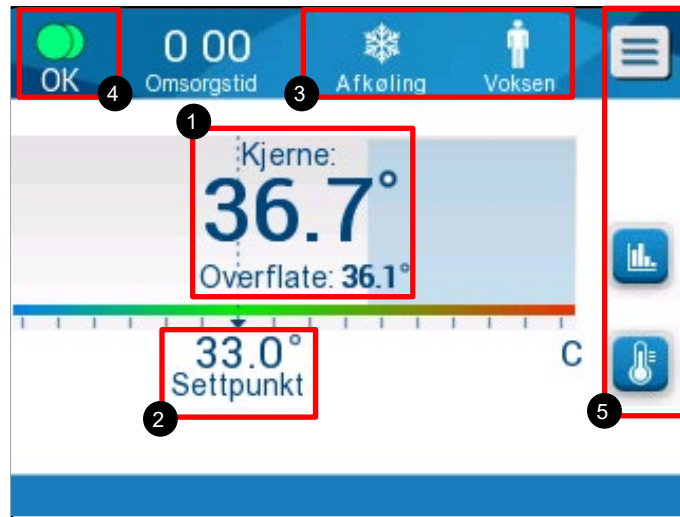 OK
4
0 00
Omsorgstid
3
Afkøling
Voksen
1
Kjerne:
36.7°
Overflate: 36.1°
33.0°
Settpunkt
2
C
5